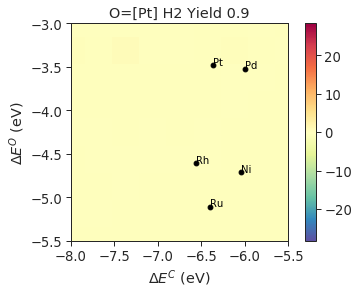 O=[Pt] H2 Yield 0.9
−3.0
−3.5
−4.0
−4.5
−5.0
−5.5
ΔE^O (eV)
Pt
Pd
Rh
Ni
Ru
−8.0 −7.5 −7.0 −6.5 −6.0 −5.5
ΔE^C (eV)
20
10
0
−10
−20